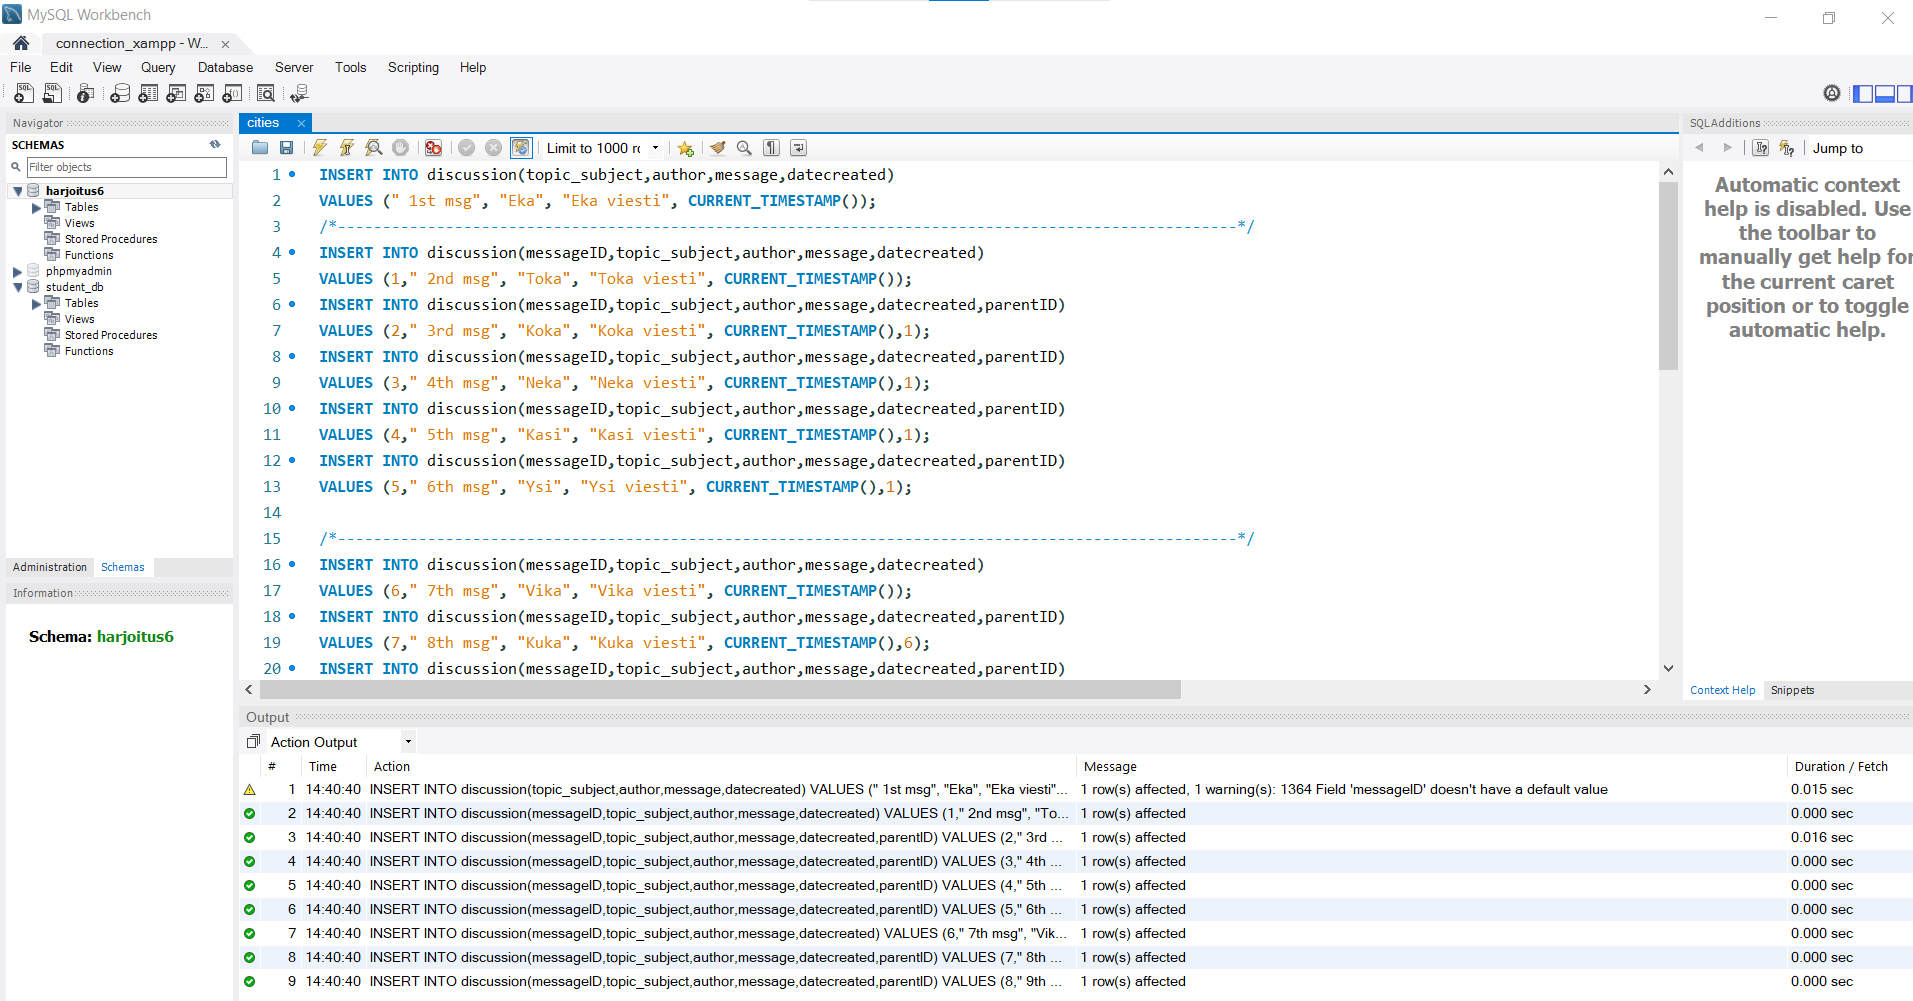 MySQL Workbench
connection_xampp - W... ×
File Edit View Query Database Server Tools Scripting Help
Navigator
SCHEMAS
Filter objects
harjoitus6
Tables
Views
Stored Procedures
Functions
phpmyadmin
student_db
Tables
Views
Stored Procedures
Functions
Administration Schemas
Information
Schema: harjoitus6
cities ×
Limit to 1000 rc
1 INSERT INTO discussion(topic_subject,author,message,datecreated)
2 VALUES (" 1st msg", "Eka", "Eka viesti", CURRENT_TIMESTAMP());
3 /*----------------------------------------------------------------------------------------------------*/
4 INSERT INTO discussion(messageID,topic_subject,author,message,datecreated)
5 VALUES (1," 2nd msg", "Toka", "Toka viesti", CURRENT_TIMESTAMP());
6 INSERT INTO discussion(messageID,topic_subject,author,message,datecreated,parentID)
7 VALUES (2," 3rd msg", "Koka", "Koka viesti", CURRENT_TIMESTAMP(),1);
8 INSERT INTO discussion(messageID,topic_subject,author,message,datecreated,parentID)
9 VALUES (3," 4th msg", "Neka", "Neka viesti", CURRENT_TIMESTAMP(),1);
10 INSERT INTO discussion(messageID,topic_subject,author,message,datecreated,parentID)
11 VALUES (4," 5th msg", "Kasi", "Kasi viesti", CURRENT_TIMESTAMP(),1);
12 INSERT INTO discussion(messageID,topic_subject,author,message,datecreated,parentID)
13 VALUES (5," 6th msg", "Ysi", "Ysi viesti", CURRENT_TIMESTAMP(),1);
14
15 /*----------------------------------------------------------------------------------------------------*/
16 INSERT INTO discussion(messageID,topic_subject,author,message,datecreated)
17 VALUES (6," 7th msg", "Vika", "Vika viesti", CURRENT_TIMESTAMP());
18 INSERT INTO discussion(messageID,topic_subject,author,message,datecreated,parentID)
19 VALUES (7," 8th msg", "Kuka", "Kuka viesti", CURRENT_TIMESTAMP(),6);
20 INSERT INTO discussion(messageID,topic_subject,author,message,datecreated,parentID)
SQLAdditions
Jump to
Automatic context
help is disabled. Use
the toolbar to
manually get help for
the current caret
position or to toggle
automatic help.
Context Help Snippets
Output
Action Output
# Time Action Message Duration / Fetch
1 14:40:40 INSERT INTO discussion(topic_subject,author,message,datecreated) VALUES (" 1st msg", "Eka", "Eka viesti"... 1 row(s) affected, 1 warning(s): 1364 Field 'messageID' doesn't have a default value 0.015 sec
2 14:40:40 INSERT INTO discussion(messageID,topic_subject,author,message,datecreated) VALUES (1," 2nd msg", "To... 1 row(s) affected 0.000 sec
3 14:40:40 INSERT INTO discussion(messageID,topic_subject,author,message,datecreated,parentID) VALUES (2," 3rd ... 1 row(s) affected 0.016 sec
4 14:40:40 INSERT INTO discussion(messageID,topic_subject,author,message,datecreated,parentID) VALUES (3," 4th ... 1 row(s) affected 0.000 sec
5 14:40:40 INSERT INTO discussion(messageID,topic_subject,author,message,datecreated,parentID) VALUES (4," 5th ... 1 row(s) affected 0.000 sec
6 14:40:40 INSERT INTO discussion(messageID,topic_subject,author,message,datecreated,parentID) VALUES (5," 6th ... 1 row(s) affected 0.000 sec
7 14:40:40 INSERT INTO discussion(messageID,topic_subject,author,message,datecreated) VALUES (6," 7th msg", "Vik... 1 row(s) affected 0.000 sec
8 14:40:40 INSERT INTO discussion(messageID,topic_subject,author,message,datecreated,parentID) VALUES (7," 8th ... 1 row(s) affected 0.000 sec
9 14:40:40 INSERT INTO discussion(messageID,topic_subject,author,message,datecreated,parentID) VALUES (8," 9th ... 1 row(s) affected 0.000 sec